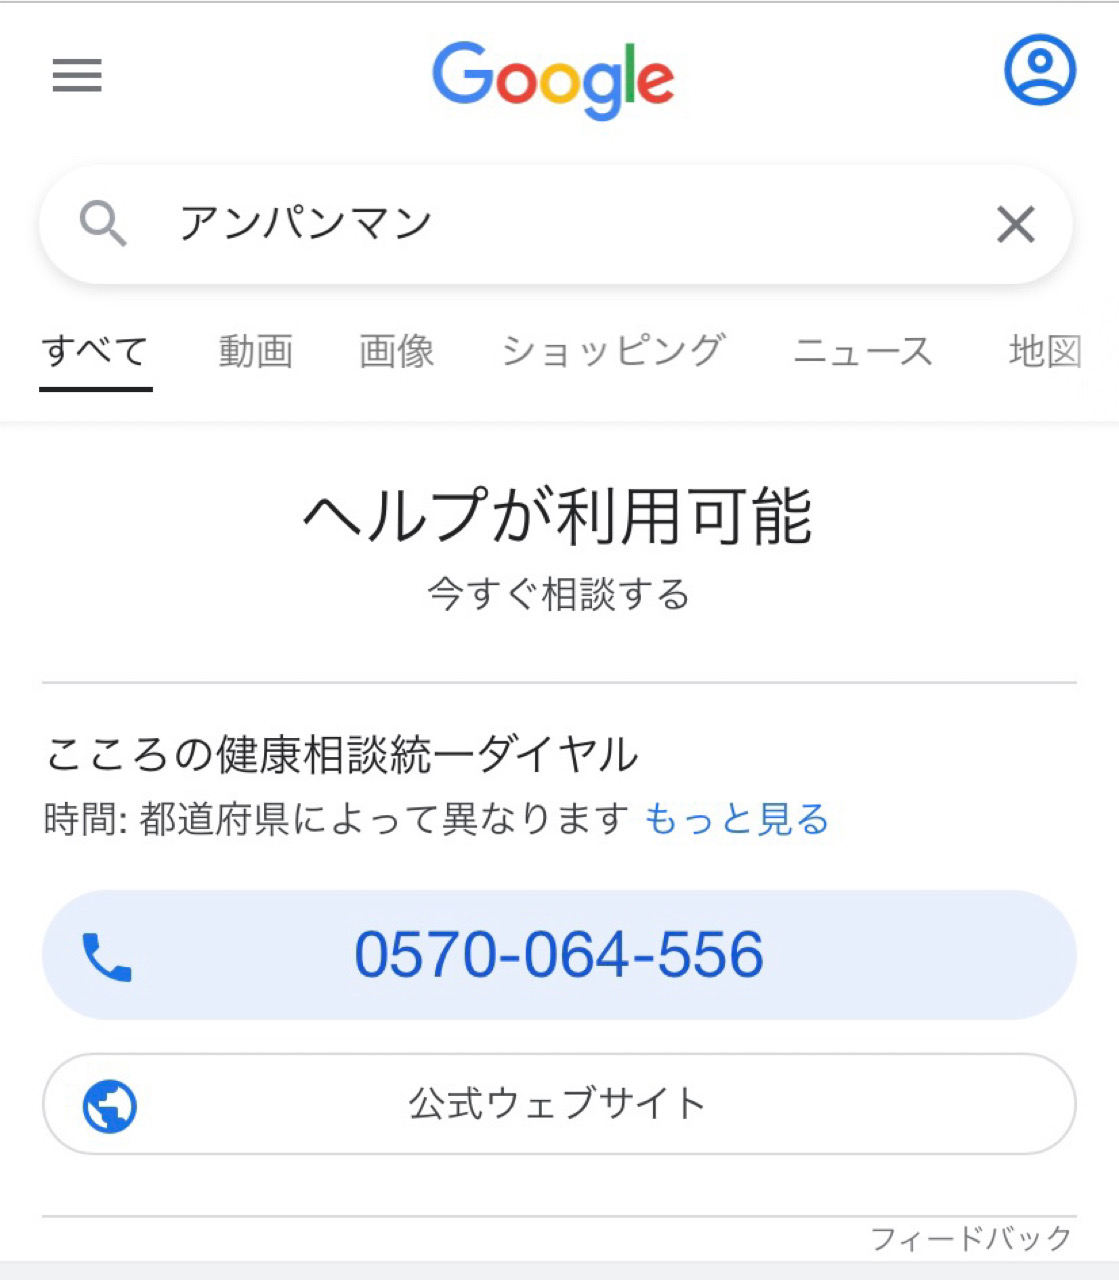 Google
アンパンマン
すべて 動画 画像 ショッピング ニュース 地図
ヘルプが利用可能
今すぐ相談する
こころの健康相談統一ダイヤル
時間: 都道府県によって異なります もっと見る
0570-064-556
公式ウェブサイト
フィードバック